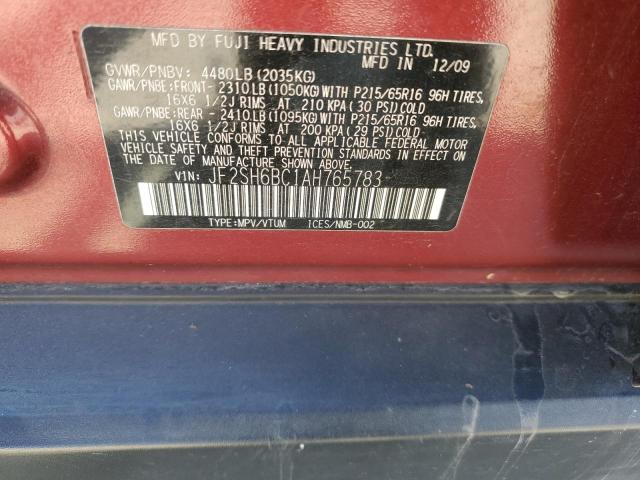 MFD BY FUJI HEAVY INDUSTRIES LTD.
GVWR/PNBV: 4480LB(2035KG) MFD IN 12/09
GAWR/PNBE:FRONT- 2310LB(1050KG)WITH P215/65R16 96H TIRES,
16X6 1/2J RIMS AT 210 KPA(30 PSI)COLD
GAWR/PNBE:REAR - 2410LB(1095KG)WITH P215/65R16 96H TIRES,
16X6 1/2J RIMS AT 200 KPA(29 PSI)COLD
THIS VEHICLE CONFORMS TO ALL APPLICABLE FEDERAL MOTOR
VEHICLE SAFETY AND THEFT PREVENTION STANDARDS IN EFFECT
ON THE DATE OF MANUFACTURE SHOWN ABOVE.
VIN: JF2SH6BC1AH765783
TYPE:MPV/VTUM ICES/NMB-002